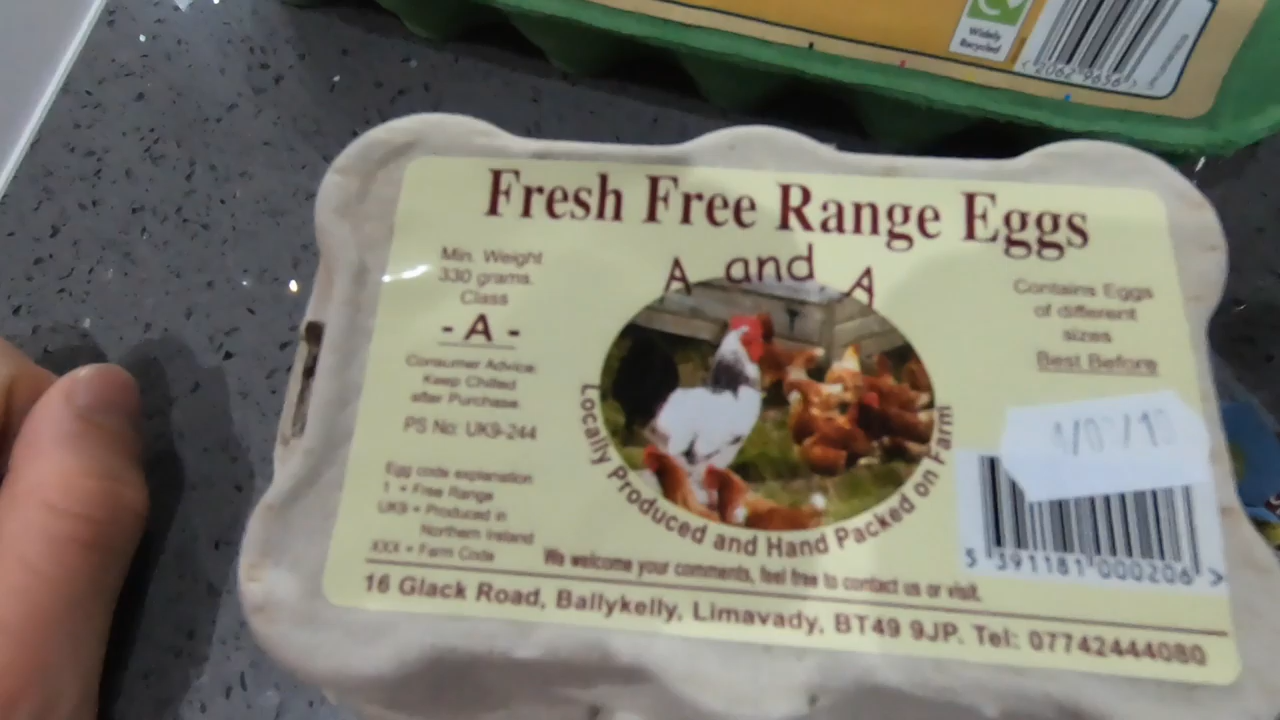 Widely
Recycled
Fresh Free Range Eggs
A and A
Min. Weight
330 grams.
Class
- A -
Consumer Advice:
Keep Chilled
after Purchase.
PS No: UK9-244
Egg code explanation
1 = Free Range
UK9 = Produced in
Northern Ireland
XXX = Farm Code
Locally Produced and Hand Packed on Farm
Contains Eggs
of different
sizes
Best Before
5 391181 000206 >
We welcome your comments, feel free to contact us or visit.
16 Glack Road, Ballykelly, Limavady, BT49 9JP. Tel: 07742444080